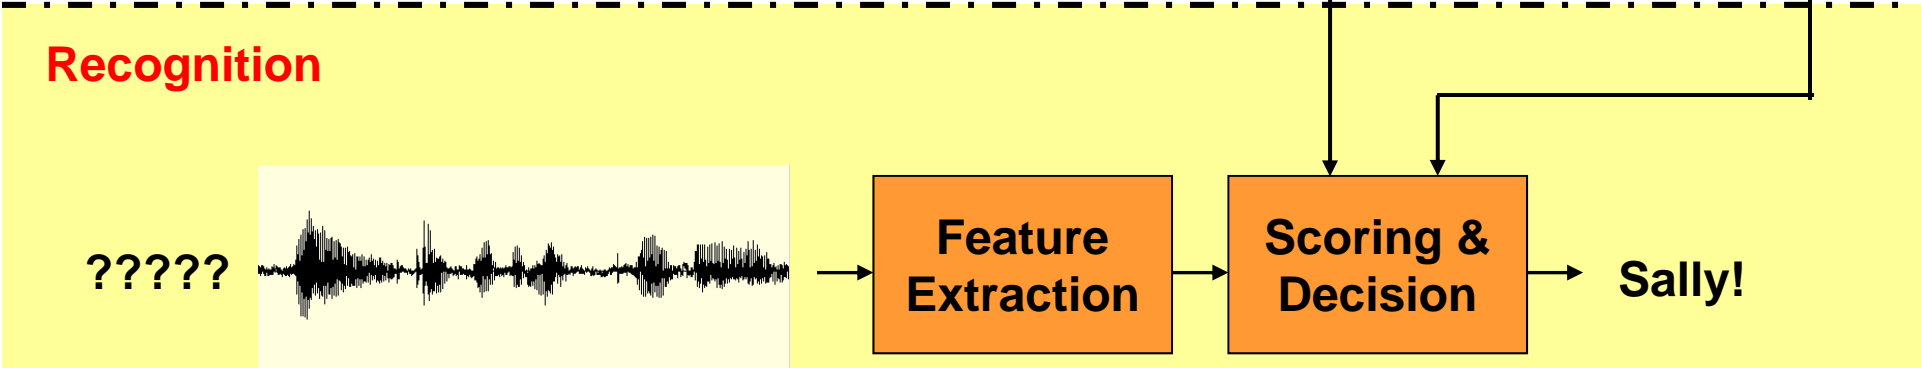 Recognition
?????
Feature
Extraction
Scoring &
Decision
Sally!